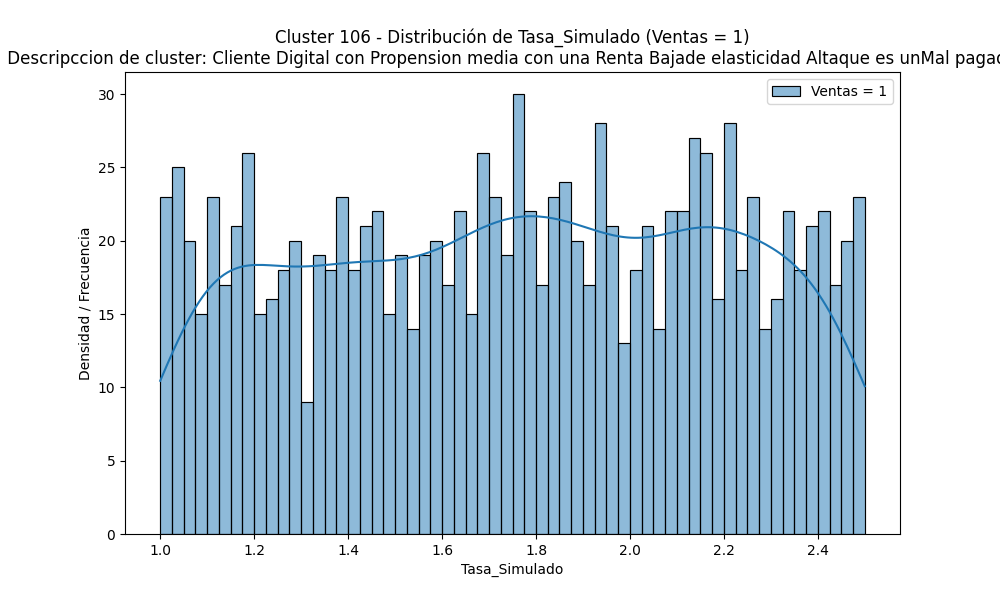 Cluster 106 - Distribución de Tasa_Simulado (Ventas = 1)
Descripccion de cluster: Cliente Digital con Propension media con una Renta Bajade elasticidad Altaque es unMal pagad
Ventas = 1
Densidad / Frecuencia
30
25
20
15
10
5
0
1.0 1.2 1.4 1.6 1.8 2.0 2.2 2.4
Tasa_Simulado